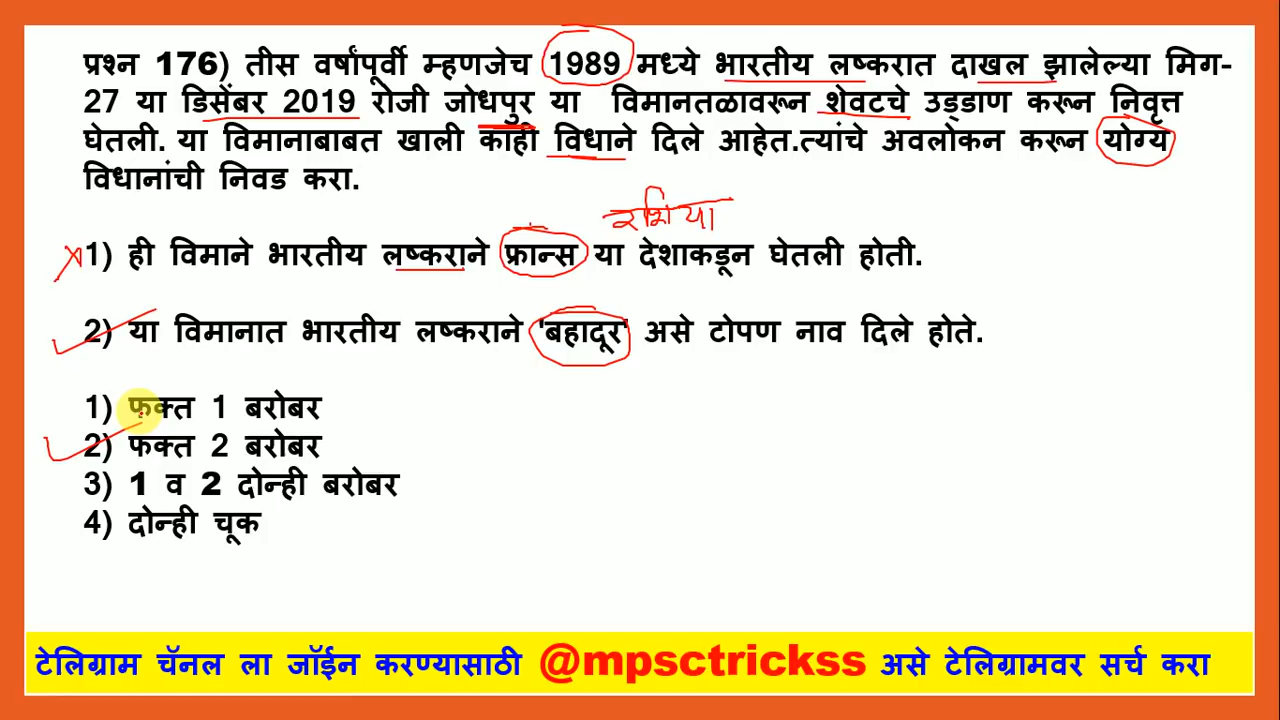 प्रश्न 176) तीस वर्षांपूर्वी म्हणजेच 1989 मध्ये भारतीय लष्करात दाखल झालेल्या मिग-
27 या डिसेंबर 2019 रोजी जोधपुर या विमानतळावरून शेवटचे उड्डाण करून निवृत्त
घेतली. या विमानाबाबत खाली काही विधाने दिले आहेत.त्यांचे अवलोकन करून योग्य
विधानांची निवड करा.
रशिया
1) ही विमाने भारतीय लष्कराने फ्रान्स या देशाकडून घेतली होती.
2) या विमानात भारतीय लष्कराने 'बहादूर' असे टोपण नाव दिले होते.
1) फक्त 1 बरोबर
2) फक्त 2 बरोबर
3) 1 व 2 दोन्ही बरोबर
4) दोन्ही चूक
टेलिग्राम चॅनल ला जॉईन करण्यासाठी @mpsctrickss असे टेलिग्रामवर सर्च करा